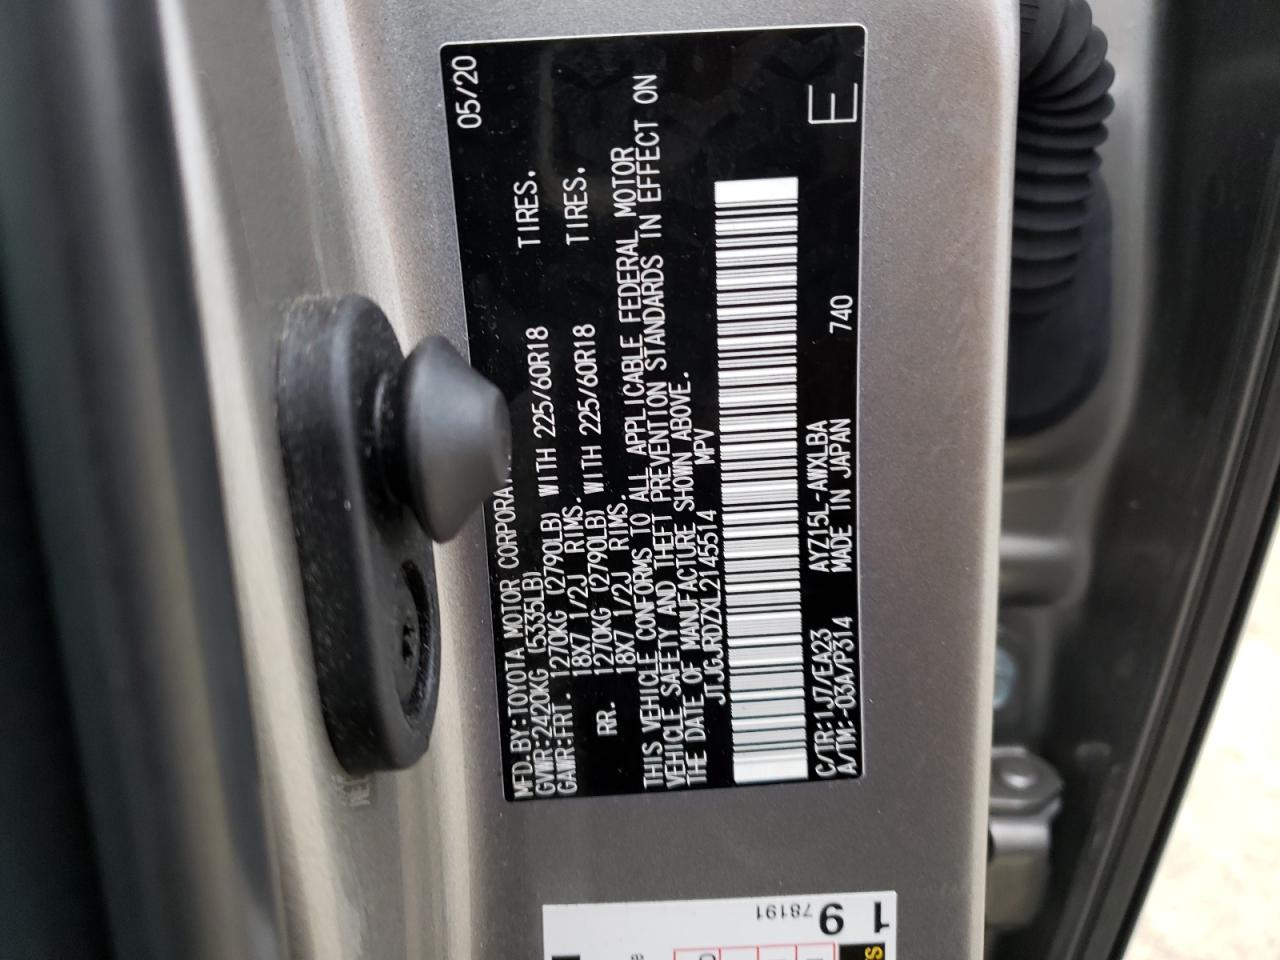 05/20
MFD.BY:TOYOTA MOTOR
GVWR:2420KG (5335LB)
GAWR:FRT. 1270KG (2790LB) WITH 225/60R18 TIRES.
18X7 1/2J RIMS.
RR. 1270KG (2790LB) WITH 225/60R18 TIRES.
18X7 1/2J RIMS.
THIS VEHICLE CONFORMS TO ALL APPLICABLE FEDERAL MOTOR
VEHICLE SAFETY AND THEFT PREVENTION STANDARDS IN EFFECT ON
THE DATE OF MANUFACTURE SHOWN ABOVE.
JTJGJRDZXL2145514 MPV
C/TR:1J7/EA23 AYZ15L-AWXLBA 740 E
A/TM:-03A/P314 MADE IN JAPAN
19
78191